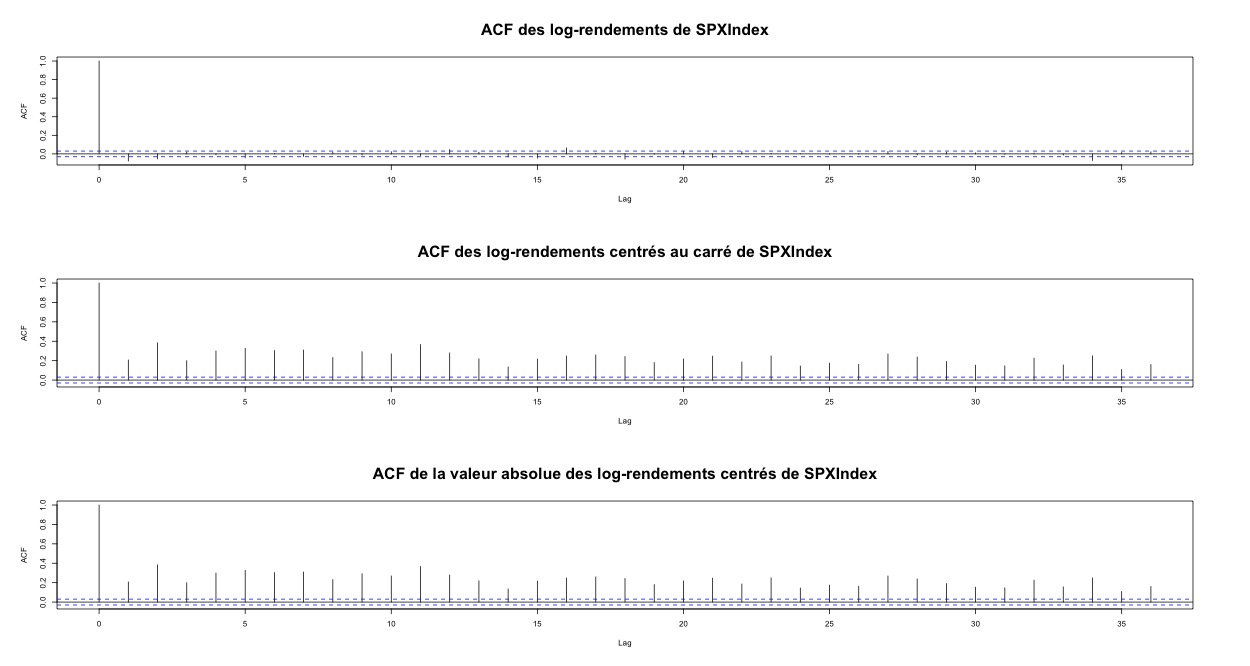 ACF des log-rendements de SPXIndex
ACF
1.0
0.8
0.6
0.4
0.2
0.0
0 5 10 15 20 25 30 35
Lag
ACF des log-rendements centrés au carré de SPXIndex
ACF
1.0
0.8
0.6
0.4
0.2
0.0
0 5 10 15 20 25 30 35
Lag
ACF de la valeur absolue des log-rendements centrés de SPXIndex
ACF
1.0
0.8
0.6
0.4
0.2
0.0
0 5 10 15 20 25 30 35
Lag